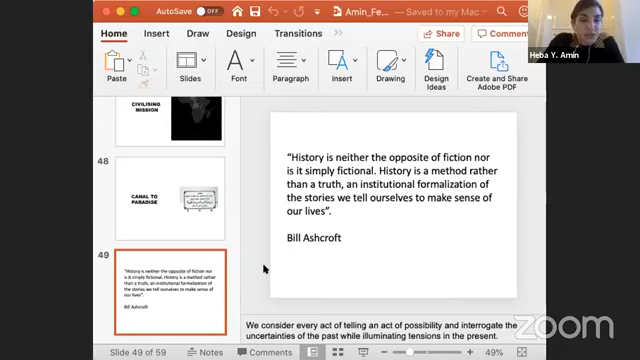 AutoSave OFF Amin_Fe... — Saved to my Mac
Home Insert Draw Design Transitions Share Comments
Paste Slides Font Paragraph Insert Drawing Design Ideas Create and Share Adobe PDF
Heba Y. Amin
CIVILISING
MISSION
48
CANAL TO
PARADISE
49
"History is neither the opposite of fiction nor
is it simply fictional. History is a method rather
than a truth, an institutional formalization of
the stories we tell ourselves to make sense of
our lives".
Bill Ashcroft
"History is neither the opposite of fiction nor
is it simply fictional. History is a method rather
than a truth, an institutional formalization of
the stories we tell ourselves to make sense of
our lives".
Bill Ashcroft
We consider every act of telling an act of possibility and interrogate the
uncertainties of the past while illuminating tensions in the present.
zoom
Slide 49 of 59 Notes Comments 49%